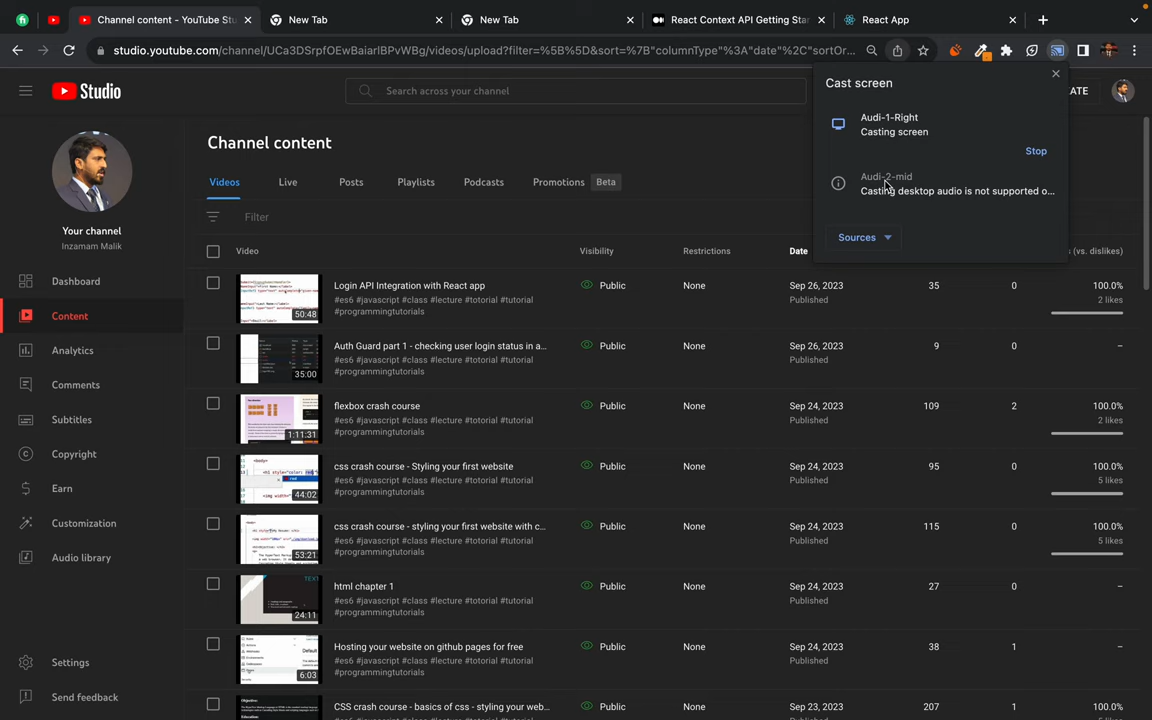 Channel content - YouTube Stu
New Tab
New Tab
React Context API Getting Star
React App
studio.youtube.com/channel/UCa3DSrpfOEwBaiarlBPvWBg/videos/upload?filter=%5B%5D&sort=%7B"columnType"%3A"date"%2C"sortOr...
Studio
Search across your channel
ATE
Cast screen
Audi-1-Right
Casting screen
Stop
Audi-2-mid
Casting desktop audio is not supported o...
Sources
Your channel
Inzamam Malik
Dashboard
Content
Analytics
Comments
Subtitles
Copyright
Earn
Customization
Audio library
Settings
Send feedback
Channel content
Videos
Live
Posts
Playlists
Podcasts
Promotions
Beta
Filter
Video
Visibility
Restrictions
Date
(vs. dislikes)
50:48
Login API Integration with React app
#es6 #javascript #class #lecture #totorial #tutorial
#programmingtutorials
Public
None
Sep 26, 2023
Published
35
0
100.0%
2 likes
35:00
Auth Guard part 1 - checking user login status in a...
#es6 #javascript #class #lecture #totorial #tutorial
#programmingtutorials
Public
None
Sep 26, 2023
Published
9
0
–
1:11:31
flexbox crash course
#es6 #javascript #class #lecture #totorial #tutorial
#programmingtutorials
Public
None
Sep 24, 2023
Published
109
2
100.0%
2 likes
44:02
css crash course - Styling your first website
#es6 #javascript #class #lecture #totorial #tutorial
#programmingtutorials
Public
None
Sep 24, 2023
Published
95
0
100.0%
5 likes
53:21
css crash course - styling your first website with c...
#es6 #javascript #class #lecture #totorial #tutorial
#programmingtutorials
Public
None
Sep 24, 2023
Published
115
0
100.0%
5 likes
24:11
html chapter 1
#es6 #javascript #class #lecture #totorial #tutorial
#programmingtutorials
Public
None
Sep 24, 2023
Published
27
0
–
6:03
Hosting your website on github pages for free
#es6 #javascript #class #lecture #totorial #tutorial
#programmingtutorials
Public
None
Sep 24, 2023
Published
38
1
100.0%
CSS crash course - basics of css - styling your web...
Public
None
Sep 23, 2023
207
1
100.0%